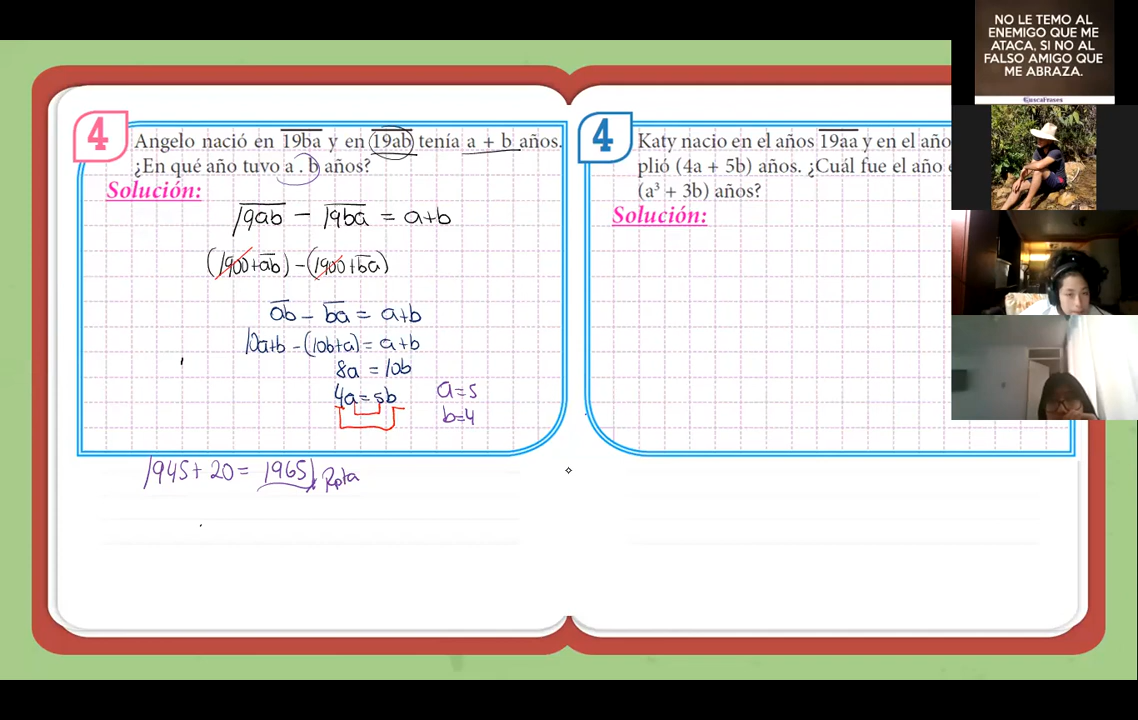 NO LE TEMO AL
ENEMIGO QUE ME
ATACA, SI NO AL
FALSO AMIGO QUE
ME ABRAZA.
BuscaFrases
4
Angelo nació en 19ba y en 19ab tenía a + b años.
¿En qué año tuvo a . b años?
Solución:
19ab - 19ba = a+b
(1900+ab) - (1900+ba)
ab - ba = a+b
10a+b - (10b+a) = a+b
8a = 10b
4a = 5b
a=5
b=4
1945 + 20 = 1965 Rpta
4
Katy nacio en el años 19aa y en el año
plió (4a + 5b) años. ¿Cuál fue el año
(a³ + 3b) años?
Solución: